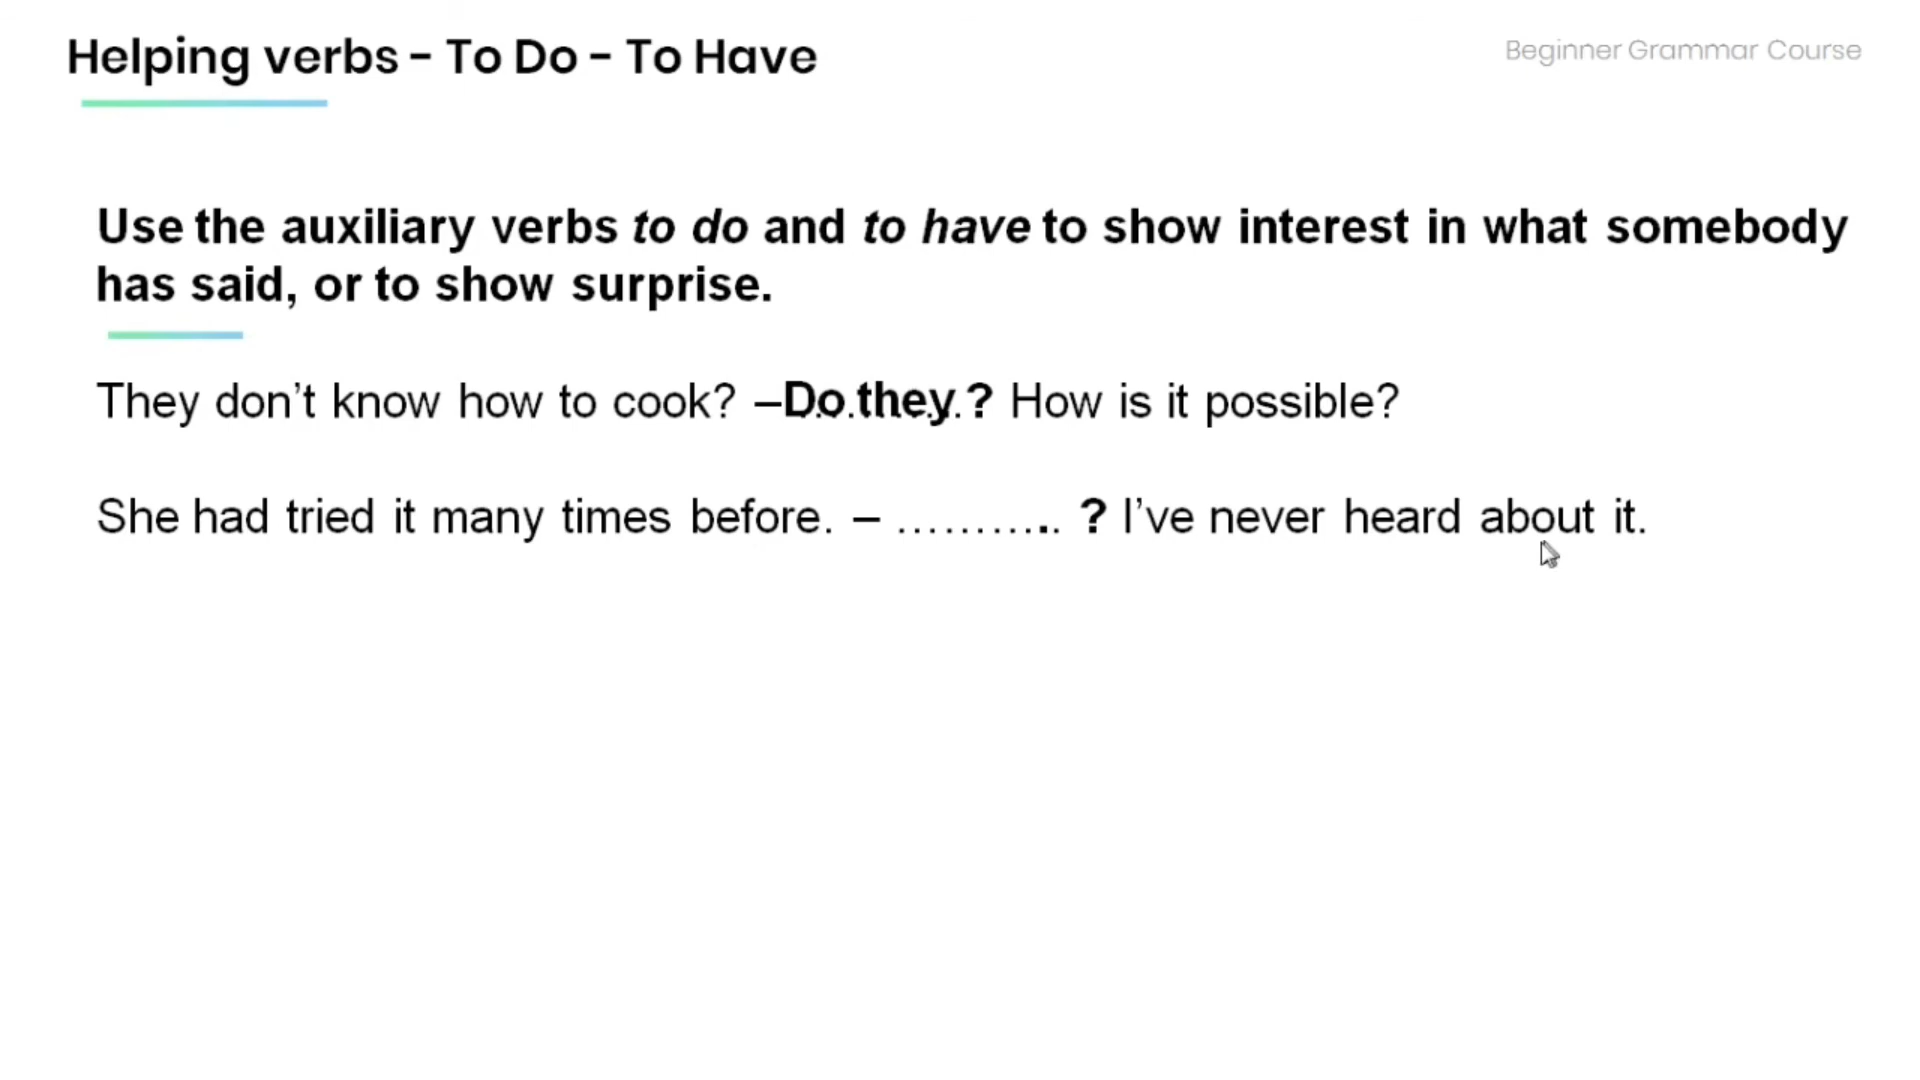 Helping verbs – To Do – To Have
Beginner Grammar Course
Use the auxiliary verbs to do and to have to show interest in what somebody
has said, or to show surprise.
They don’t know how to cook? –Do they ? How is it possible?
She had tried it many times before. – ……….. ? I’ve never heard about it.